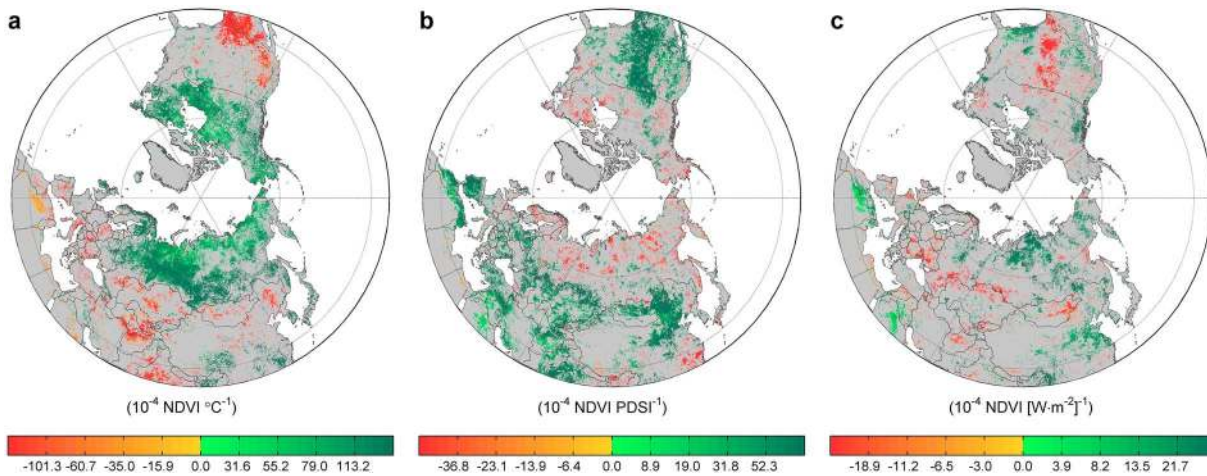 a
b
c
(10⁻⁴ NDVI °C⁻¹)
(10⁻⁴ NDVI PDSI⁻¹)
(10⁻⁴ NDVI [W·m⁻²]⁻¹)
-101.3 -60.7 -35.0 -15.9 0.0 31.6 55.2 79.0 113.2
-36.8 -23.1 -13.9 -6.4 0.0 8.9 19.0 31.8 52.3
-18.9 -11.2 -6.5 -3.0 0.0 3.9 8.5 13.7 21.7